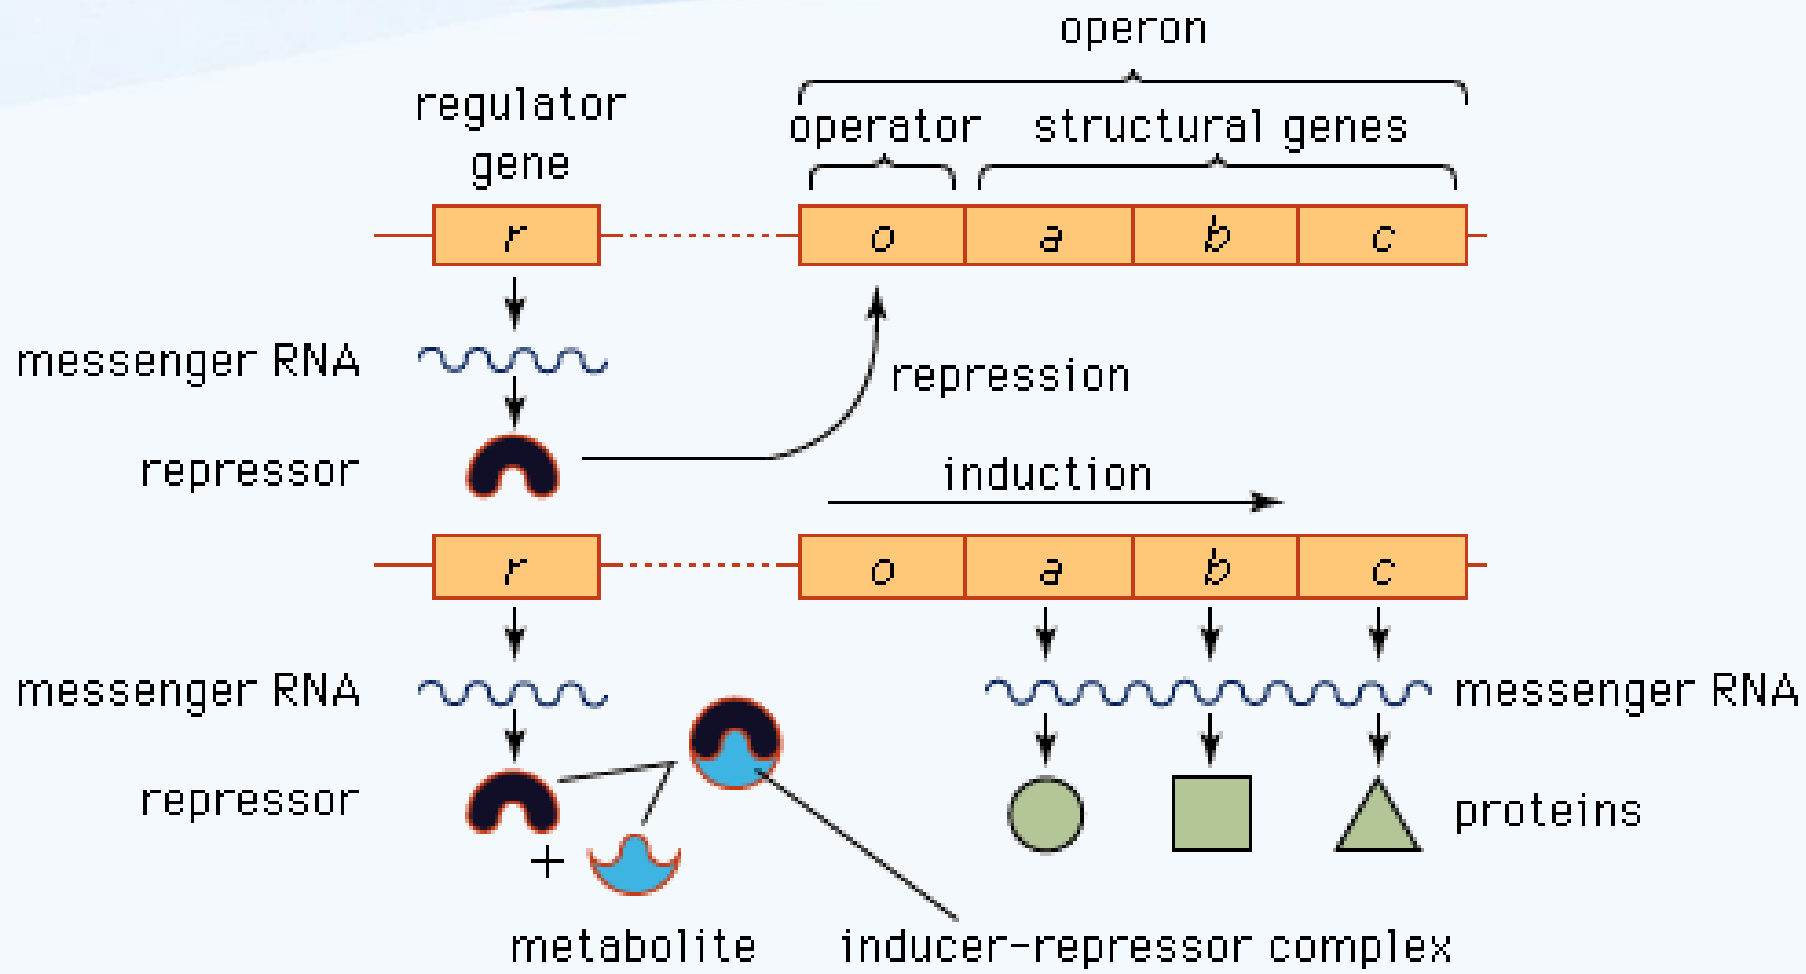 operon
regulator
gene
operator structural genes
r o a b c
messenger RNA
repression
repressor
induction
r o a b c
messenger RNA messenger RNA
repressor proteins
+
metabolite inducer-repressor complex